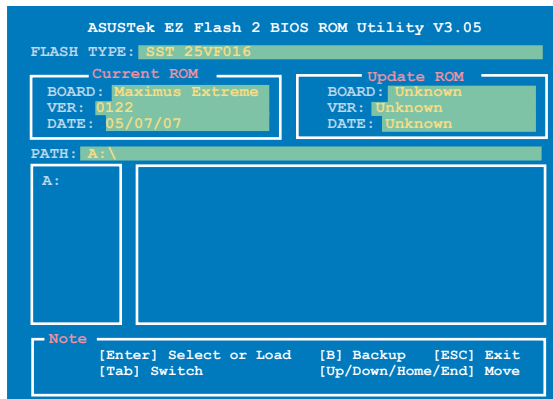 ASUSTek EZ Flash 2 BIOS ROM Utility V3.05
FLASH TYPE: SST 25VF016
Current ROM
BOARD: Maximus Extreme
VER: 0122
DATE: 05/07/07
Update ROM
BOARD: Unknown
VER: Unknown
DATE: Unknown
PATH: A:\
A:
Note
[Enter] Select or Load [B] Backup [ESC] Exit
[Tab] Switch [Up/Down/Home/End] Move